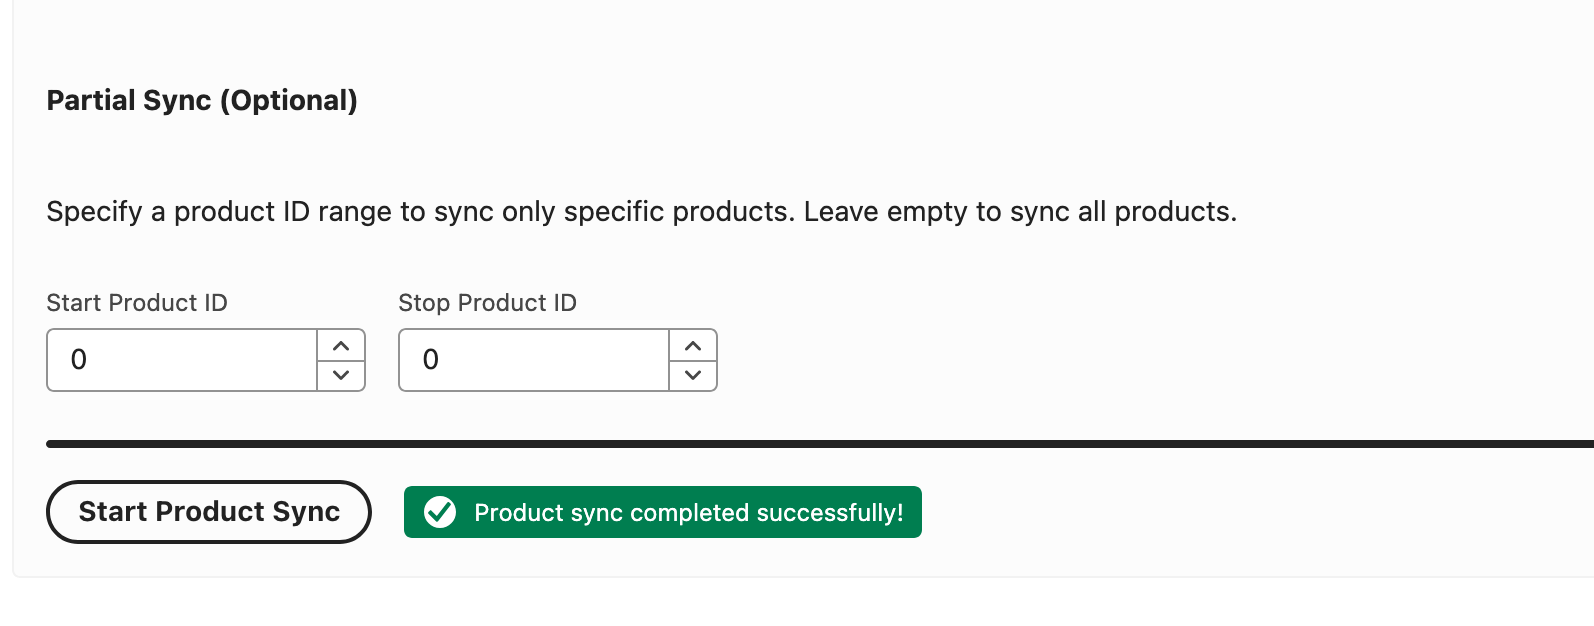 Partial Sync (Optional)
Specify a product ID range to sync only specific products. Leave empty to sync all products.
Start Product ID
Stop Product ID
0
0
Start Product Sync
Product sync completed successfully!